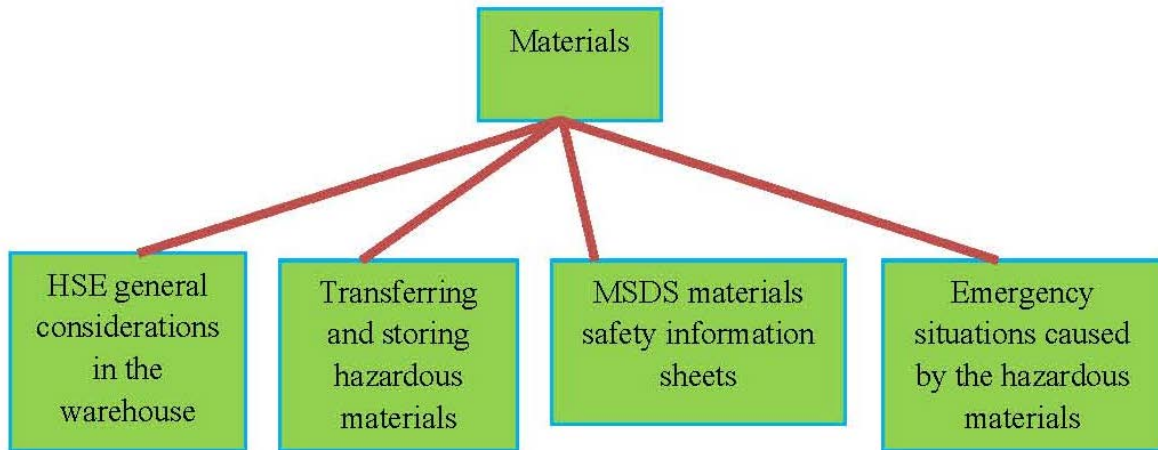 Materials
HSE general
considerations
in the
warehouse
Transferring
and storing
hazardous
materials
MSDS materials
safety information
sheets
Emergency
situations caused
by the hazardous
materials